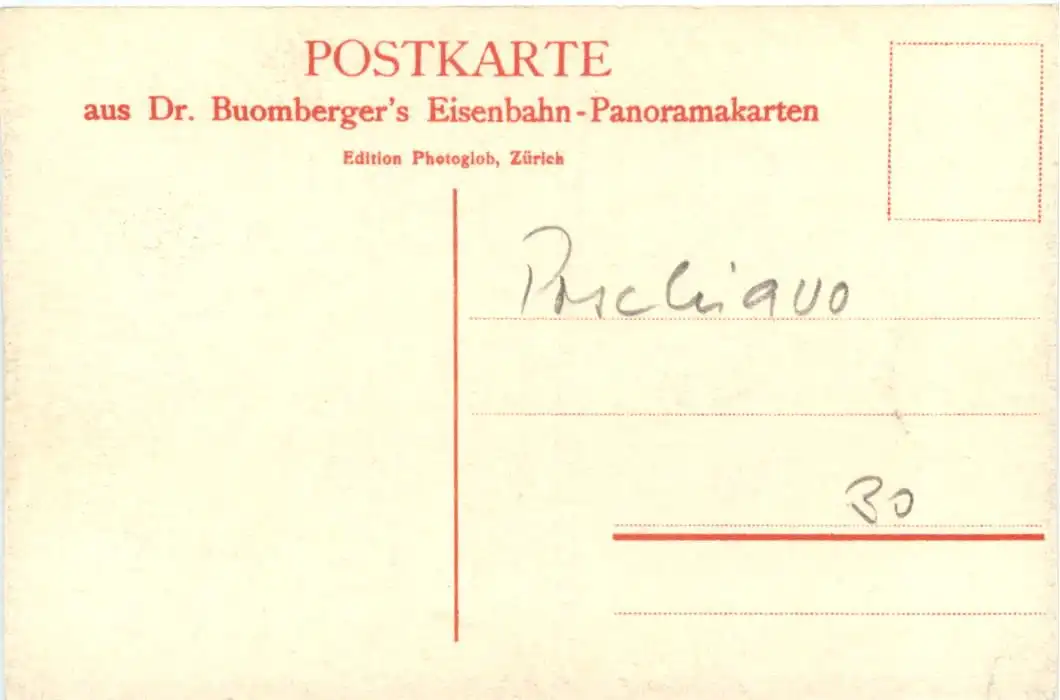 POSTKARTE
aus Dr. Buomberger's Eisenbahn-Panoramakarten
Edition Photoglob, Zürich
Poschiavo
30